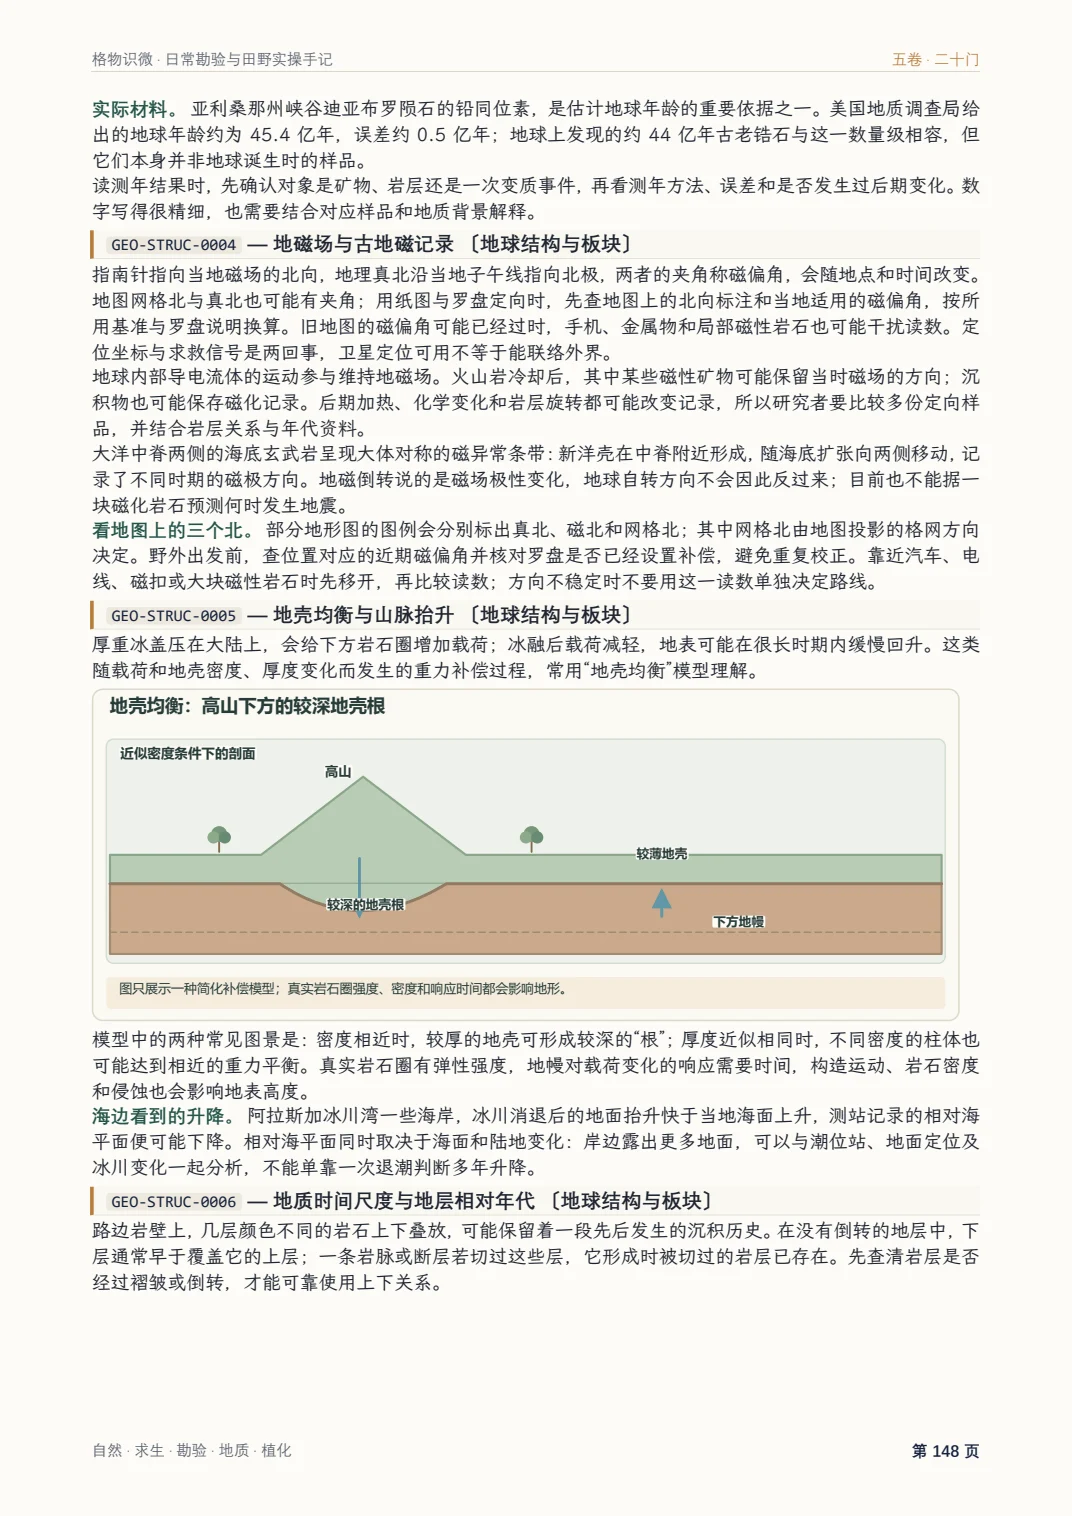 格物识微 · 日常勘验与田野实操手记
五卷 · 二十门
实际材料。 亚利桑那州峡谷迪亚布罗陨石的铅同位素，是估计地球年龄的重要依据之一。美国地质调查局给
出的地球年龄约为 45.4 亿年，误差约 0.5 亿年；地球上发现的约 44 亿年古老锆石与这一数量级相容，但
它们本身并非地球诞生时的样品。
读测年结果时，先确认对象是矿物、岩层还是一次变质事件，再看测年方法、误差和是否发生过后期变化。数
字写得很精细，也需要结合对应样品和地质背景解释。
GEO-STRUC-0004 — 地磁场与古地磁记录 〔地球结构与板块〕
指南针指向当地磁场的北向，地理真北沿当地子午线指向北极，两者的夹角称磁偏角，会随地点和时间改变。
地图网格北与真北也可能有夹角；用纸图与罗盘定向时，先查地图上的北向标注和当地适用的磁偏角，按所
用基准与罗盘说明换算。旧地图的磁偏角可能已经过时，手机、金属物和局部磁性岩石也可能干扰读数。定
位坐标与求救信号是两回事，卫星定位可用不等于能联络外界。
地球内部导电流体的运动参与维持地磁场。火山岩冷却后，其中某些磁性矿物可能保留当时磁场的方向；沉
积物也可能保存磁化记录。后期加热、化学变化和岩层旋转都可能改变记录，所以研究者要比较多份定向样
品，并结合岩层关系与年代资料。
大洋中脊两侧的海底玄武岩呈现大体对称的磁异常条带：新洋壳在中脊附近形成，随海底扩张向两侧移动，记
录了不同时期的磁极方向。地磁倒转说的是磁场极性变化，地球自转方向不会因此反过来；目前也不能据一
块磁化岩石预测何时发生地震。
看地图上的三个北。 部分地形图的图例会分别标出真北、磁北和网格北；其中网格北由地图投影的格网方向
决定。野外出发前，查位置对应的近期磁偏角并核对罗盘是否已经设置补偿，避免重复校正。靠近汽车、电
线、磁扣或大块磁性岩石时先移开，再比较读数；方向不稳定时不要用这一读数单独决定路线。
GEO-STRUC-0005 — 地壳均衡与山脉抬升 〔地球结构与板块〕
厚重冰盖压在大陆上，会给下方岩石圈增加载荷；冰融后载荷减轻，地表可能在很长时期内缓慢回升。这类
随载荷和地壳密度、厚度变化而发生的重力补偿过程，常用“地壳均衡”模型理解。
地壳均衡：高山下方的较深地壳根
近似密度条件下的剖面
高山
较薄地壳
较深的地壳根
下方地幔
图只展示一种简化补偿模型；真实岩石圈强度、密度和响应时间都会影响地形。
模型中的两种常见图景是：密度相近时，较厚的地壳可形成较深的“根”；厚度近似相同时，不同密度的柱体也
可能达到相近的重力平衡。真实岩石圈有弹性强度，地幔对载荷变化的响应需要时间，构造运动、岩石密度
和侵蚀也会影响地表高度。
海边看到的升降。 阿拉斯加冰川湾一些海岸，冰川消退后的地面抬升快于当地海面上升，测站记录的相对海
平面便可能下降。相对海平面同时取决于海面和陆地变化：岸边露出更多地面，可以与潮位站、地面定位及
冰川变化一起分析，不能单靠一次退潮判断多年升降。
GEO-STRUC-0006 — 地质时间尺度与地层相对年代 〔地球结构与板块〕
路边岩壁上，几层颜色不同的岩石上下叠放，可能保留着一段先后发生的沉积历史。在没有倒转的地层中，下
层通常早于覆盖它的上层；一条岩脉或断层若切过这些层，它形成时被切过的岩层已存在。先查清岩层是否
经过褶皱或倒转，才能可靠使用上下关系。
自然 · 求生 · 勘验 · 地质 · 植化
第 148 页